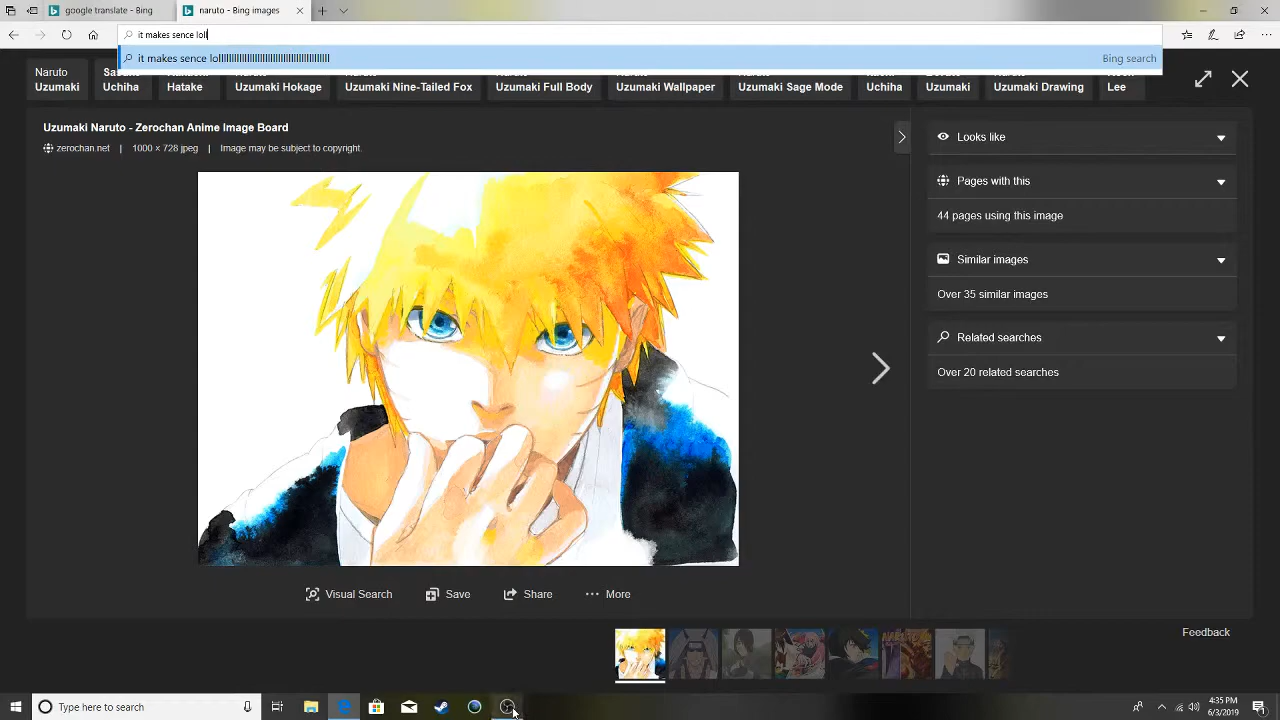 google translate - Bing
naruto - Bing images
it makes sence loll
Bing search
Naruto Uzumaki
Uchiha
Hatake
Uzumaki Hokage
Uzumaki Nine-Tailed Fox
Uzumaki Full Body
Uzumaki Wallpaper
Uzumaki Sage Mode
Uchiha
Uzumaki
Uzumaki Drawing
Lee
Uzumaki Naruto - Zerochan Anime Image Board
zerochan.net | 1000 × 728 jpeg | Image may be subject to copyright.
Looks like
Pages with this
44 pages using this image
Similar images
Over 35 similar images
Related searches
Over 20 related searches
Visual Search
Save
Share
More
Feedback
Type here to search
4:35 PM
6/3/2019